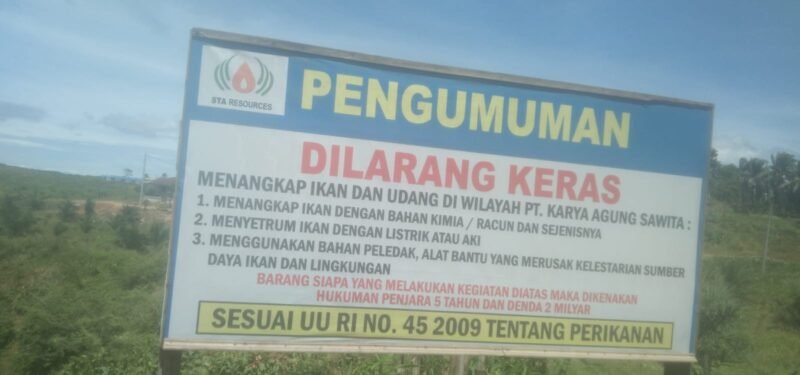 STA RESOURCES
PENGUMUMAN
DILARANG KERAS
MENANGKAP IKAN DAN UDANG DI WILAYAH PT. KARYA AGUNG SAWITA :
1. MENANGKAP IKAN DENGAN BAHAN KIMIA / RACUN DAN SEJENISNYA
2. MENYETRUM IKAN DENGAN LISTRIK ATAU AKI
3. MENGGUNAKAN BAHAN PELEDAK, ALAT BANTU YANG MERUSAK KELESTARIAN SUMBER
DAYA IKAN DAN LINGKUNGAN
BARANG SIAPA YANG MELAKUKAN KEGIATAN DIATAS MAKA DIKENAKAN
HUKUMAN PENJARA 5 TAHUN DAN DENDA 2 MILYAR
SESUAI UU RI NO. 45 2009 TENTANG PERIKANAN